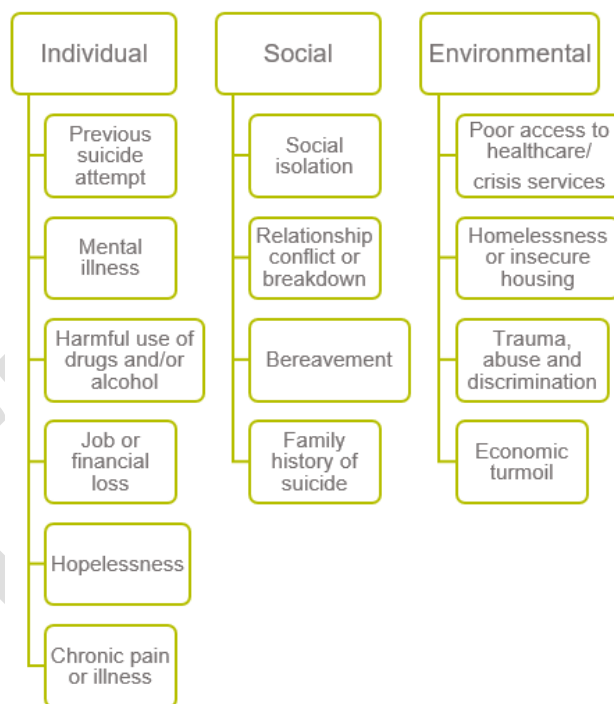 Individual
Previous
suicide
attempt
Mental
illness
Harmful use of
drugs and/or
alcohol
Job or
financial
loss
Hopelessness
Chronic pain
or illness
Social
Social
isolation
Relationship
conflict or
breakdown
Bereavement
Family
history of
suicide
Environmental
Poor access to
healthcare/
crisis services
Homelessness
or insecure
housing
Trauma,
abuse and
discrimination
Economic
turmoil